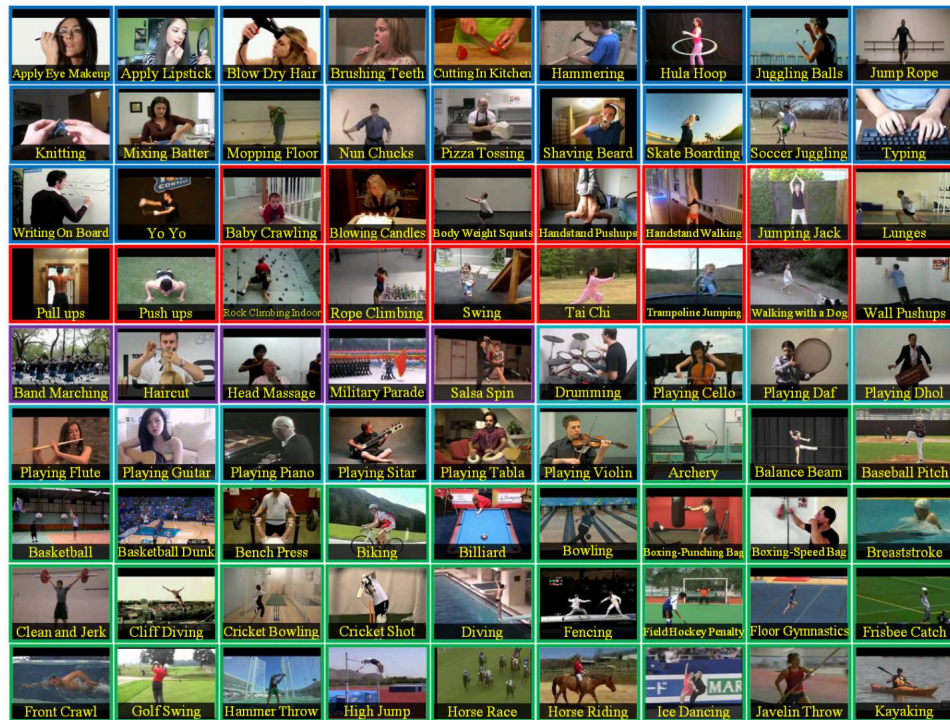 Apply Eye Makeup
Apply Lipstick
Blow Dry Hair
Brushing Teeth
Cutting In Kitchen
Hammering
Hula Hoop
Juggling Balls
Jump Rope
Knitting
Mixing Batter
Mopping Floor
Nun Chucks
Pizza Tossing
Shaving Beard
Skate Boarding
Soccer Juggling
Typing
Writing On Board
Yo Yo
Baby Crawling
Blowing Candles
Body Weight Squats
Handstand Pushups
Handstand Walking
Jumping Jack
Lunges
Pull ups
Push ups
Rock Climbing Indoor
Rope Climbing
Swing
Tai Chi
Trampoline Jumping
Walking with a Dog
Wall Pushups
Band Marching
Haircut
Head Massage
Military Parade
Salsa Spin
Drumming
Playing Cello
Playing Daf
Playing Dhol
Playing Flute
Playing Guitar
Playing Piano
Playing Sitar
Playing Tabla
Playing Violin
Archery
Balance Beam
Baseball Pitch
Basketball
Basketball Dunk
Bench Press
Biking
Billiard
Bowling
Boxing-Punching Bag
Boxing-Speed Bag
Breaststroke
Clean and Jerk
Cliff Diving
Cricket Bowling
Cricket Shot
Diving
Fencing
Field Hockey Penalty
Floor Gymnastics
Frisbee Catch
Front Crawl
Golf Swing
Hammer Throw
High Jump
Horse Race
Horse Riding
MAR
Ice Dancing
Javelin Throw
Kayaking